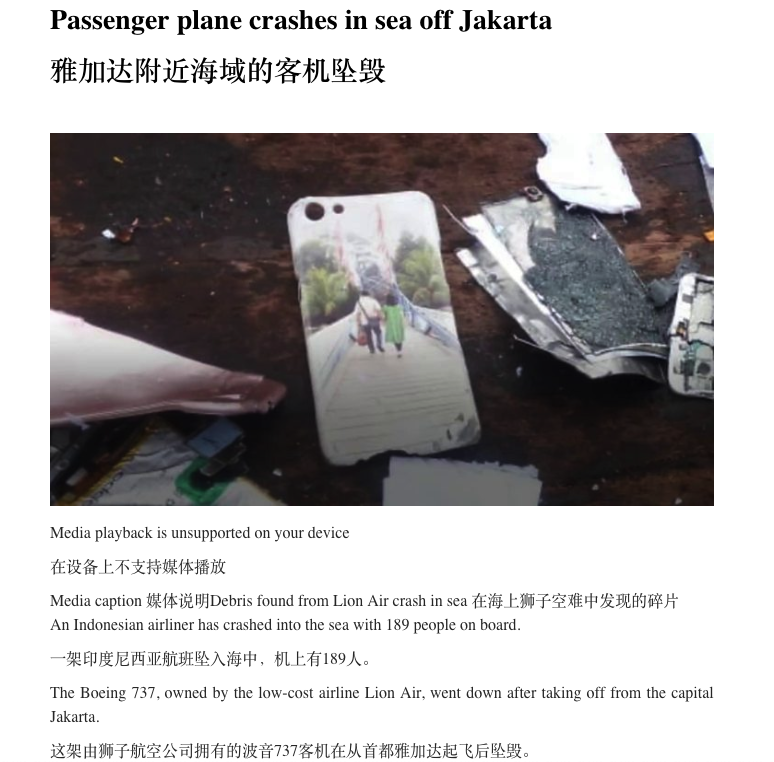 Passenger plane crashes in sea off Jakarta
雅加达附近海域的客机坠毁
Media playback is unsupported on your device
在设备上不支持媒体播放
Media caption 媒体说明Debris found from Lion Air crash in sea 在海上狮子空难中发现的碎片
An Indonesian airliner has crashed into the sea with 189 people on board.
一架印度尼西亚航班坠入海中，机上有189人。
The Boeing 737, owned by the low-cost airline Lion Air, went down after taking off from the capital
Jakarta.
这架由狮子航空公司拥有的波音737客机在从首都雅加达起飞后坠毁。